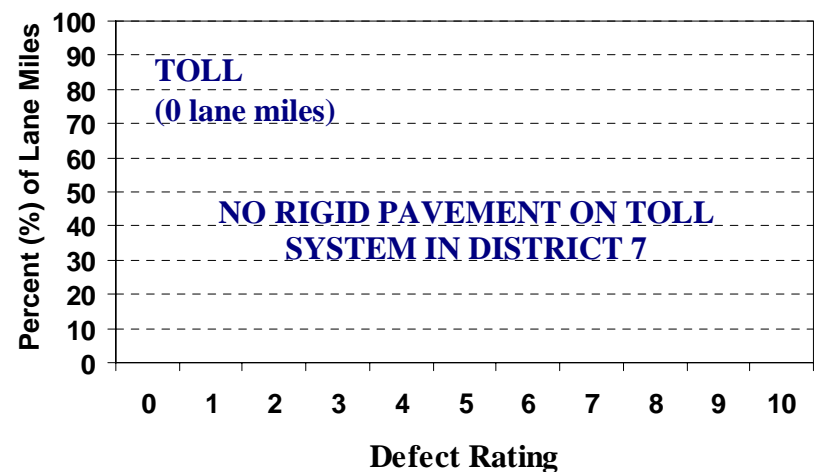 100
90
80
70
60
50
40
30
20
10
0
Percent (%) of Lane Miles
TOLL
(0 lane miles)
NO RIGID PAVEMENT ON TOLL
SYSTEM IN DISTRICT 7
0 1 2 3 4 5 6 7 8 9 10
Defect Rating